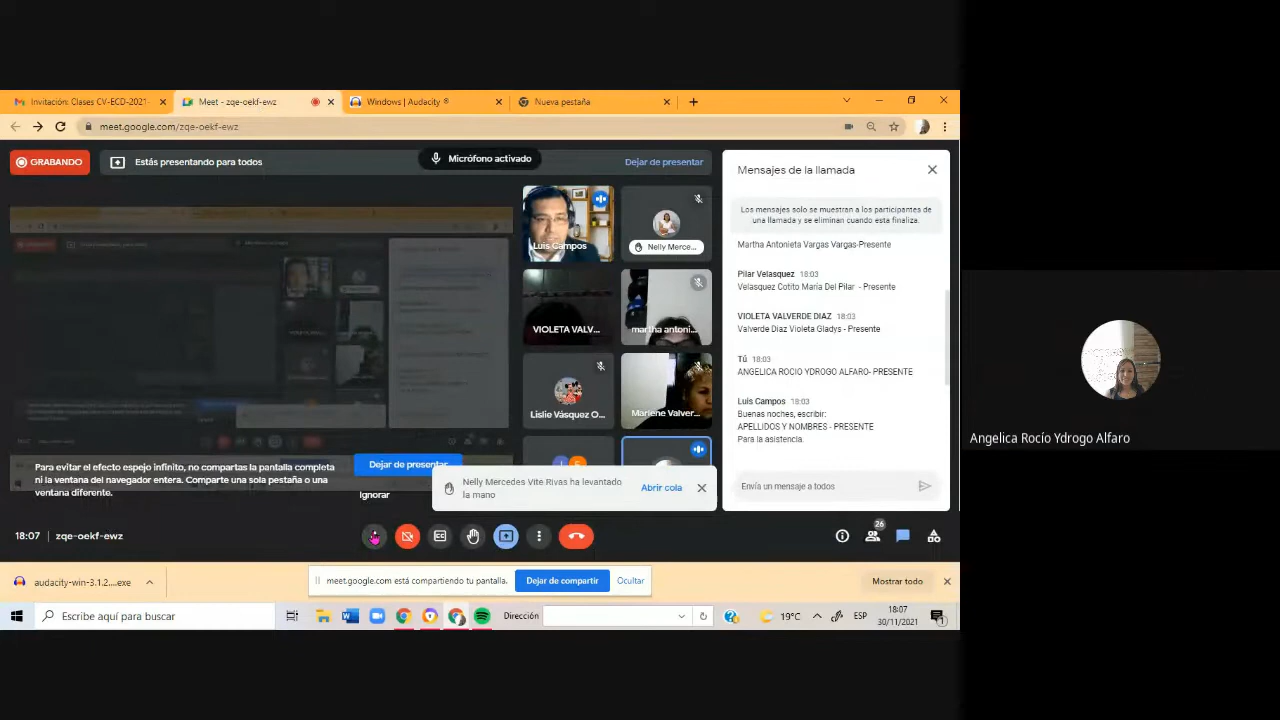 Invitación: Clases CV-ECD-2021-
Meet - zqe-oekf-ewz
Windows | Audacity ®
Nueva pestaña
meet.google.com/zqe-oekf-ewz
GRABANDO
Estás presentando para todos
Micrófono activado
Dejar de presentar
Luis Campos
Nelly Merce...
VIOLETA VALV...
martha antoni...
Lislie Vásquez O...
Marlene Valver...
Para evitar el efecto espejo infinito, no compartas la pantalla completa
ni la ventana del navegador entera. Comparte una sola pestaña o una
ventana diferente.
Dejar de presentar
Ignorar
Nelly Mercedes Vite Rivas ha levantado
la mano
Abrir cola
Mensajes de la llamada
Los mensajes solo se muestran a los participantes de
una llamada y se eliminan cuando esta finaliza.
Martha Antonieta Vargas Vargas-Presente
Pilar Velasquez 18:03
Velasquez Cotito María Del Pilar - Presente
VIOLETA VALVERDE DIAZ 18:03
Valverde Diaz Violeta Gladys - Presente
Tú 18:03
ANGELICA ROCIO YDROGO ALFARO- PRESENTE
Luis Campos 18:03
Buenas noches, escribir:
APELLIDOS Y NOMBRES - PRESENTE
Para la asistencia.
Envía un mensaje a todos
18:07 zqe-oekf-ewz
26
audacity-win-3.1.2....exe
meet.google.com está compartiendo tu pantalla.
Dejar de compartir
Ocultar
Mostrar todo
Escribe aquí para buscar
Dirección
19°C
ESP
18:07
30/11/2021
1
Angelica Rocío Ydrogo Alfaro